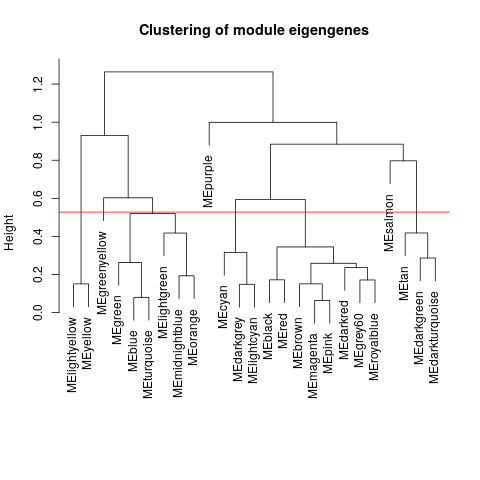 Clustering of module eigengenes
Height
0.0
0.2
0.4
0.6
0.8
1.0
1.2
MElightyellow
MEyellow
MEgreenyellow
MEgreen
MEblue
MEturquoise
MElightgreen
MEmidnightblue
MEorange
MEpurple
MEcyan
MEdarkgrey
MElightcyan
MEblack
MEred
MEbrown
MEmagenta
MEpink
MEdarkred
MEgrey60
MEroyalblue
MEsalmon
MEtan
MEdarkgreen
MEdarkturquoise